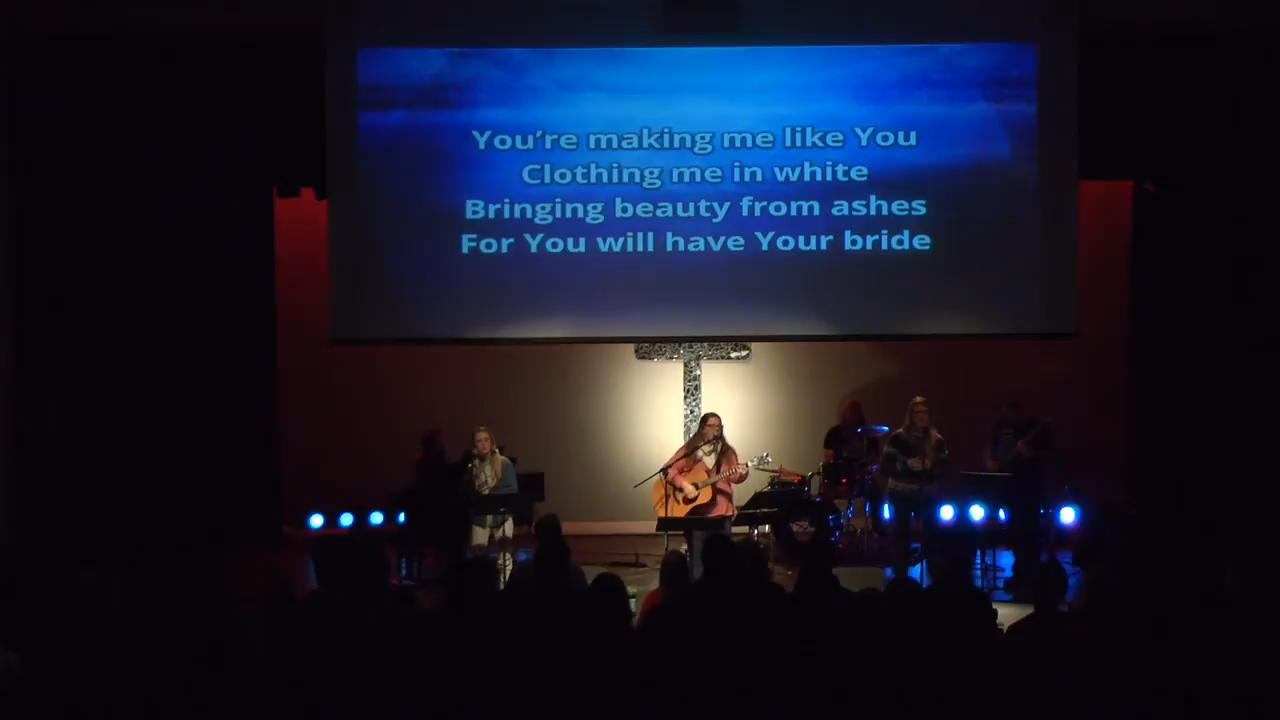 You’re making me like You
Clothing me in white
Bringing beauty from ashes
For You will have Your bride